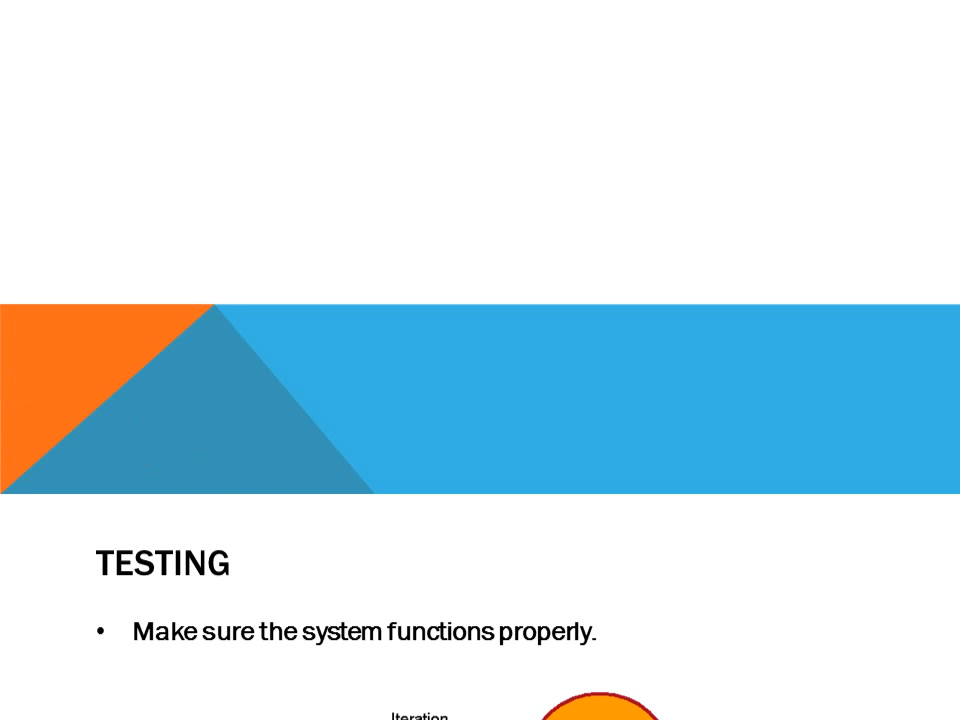 TESTING
• Make sure the system functions properly.
Iteration